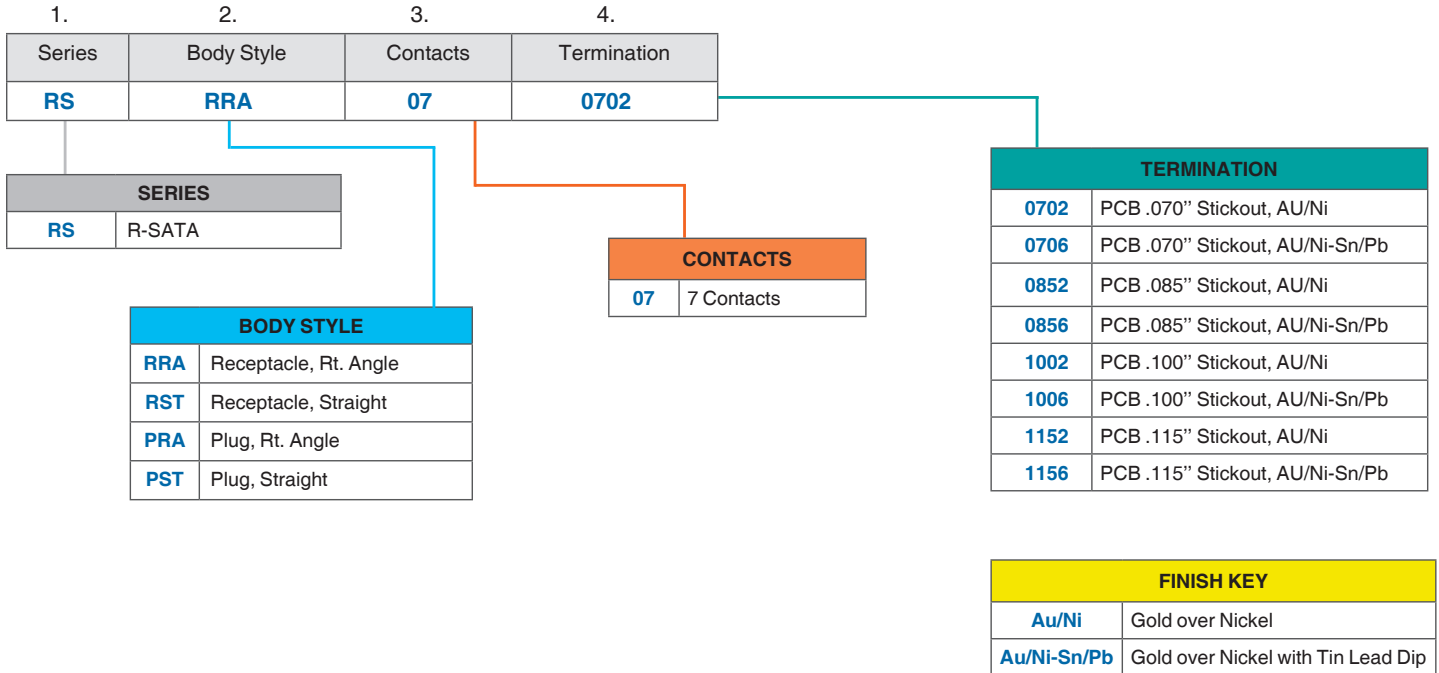 1. 2. 3. 4.
Series Body Style Contacts Termination
RS RRA 07 0702
SERIES
RS R-SATA
BODY STYLE
RRA Receptacle, Rt. Angle
RST Receptacle, Straight
PRA Plug, Rt. Angle
PST Plug, Straight
CONTACTS
07 7 Contacts
TERMINATION
0702 PCB .070’’ Stickout, AU/Ni
0706 PCB .070’’ Stickout, AU/Ni-Sn/Pb
0852 PCB .085’’ Stickout, AU/Ni
0856 PCB .085’’ Stickout, AU/Ni-Sn/Pb
1002 PCB .100’’ Stickout, AU/Ni
1006 PCB .100’’ Stickout, AU/Ni-Sn/Pb
1152 PCB .115’’ Stickout, AU/Ni
1156 PCB .115’’ Stickout, AU/Ni-Sn/Pb
FINISH KEY
Au/Ni Gold over Nickel
Au/Ni-Sn/Pb Gold over Nickel with Tin Lead Dip